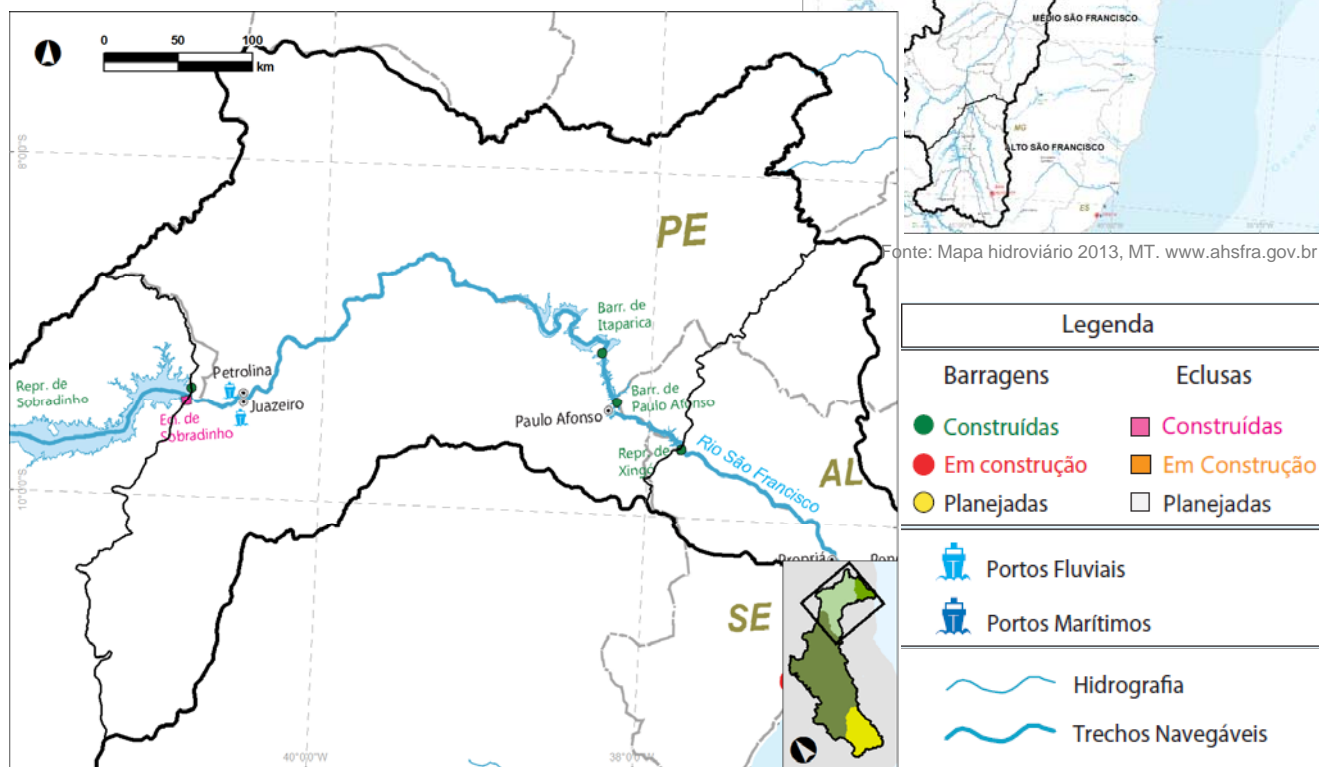 0 50 100
km
8°0'0"S
10°0'0"S
40°0'0"W
38°0'0"W
PE
AL
SE
Barr. de
Itaparica
Petrolina
Juazeiro
Repr. de
Sobradinho
Ecl. de
Sobradinho
Barr. de
Paulo Afonso
Paulo Afonso
Repr. de
Xingó
Rio São Francisco
Propriá
MÉDIO SÃO FRANCISCO
MG
ALTO SÃO FRANCISCO
ES
Fonte: Mapa hidroviário 2013, MT. www.ahsfra.gov.br
Legenda
Barragens
Construídas
Em construção
Planejadas
Eclusas
Construídas
Em Construção
Planejadas
Portos Fluviais
Portos Marítimos
Hidrografia
Trechos Navegáveis